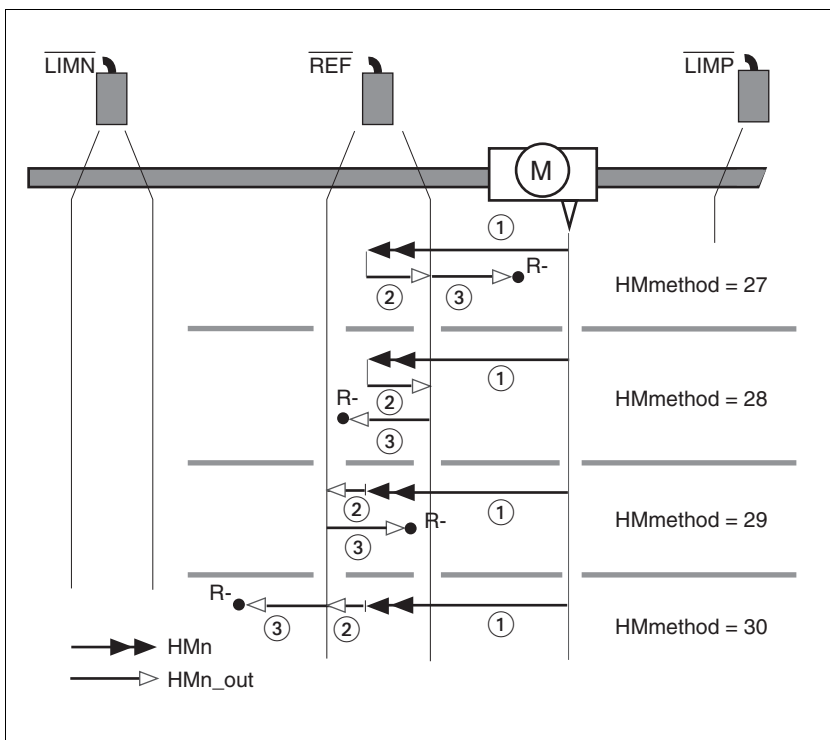 LIMN REF LIMP
M
1
R-
2 3 HMmethod = 27
1
2
R- HMmethod = 28
3
2 1
R- HMmethod = 29
3
R-
3 2 1 HMmethod = 30
HMn
HMn_out